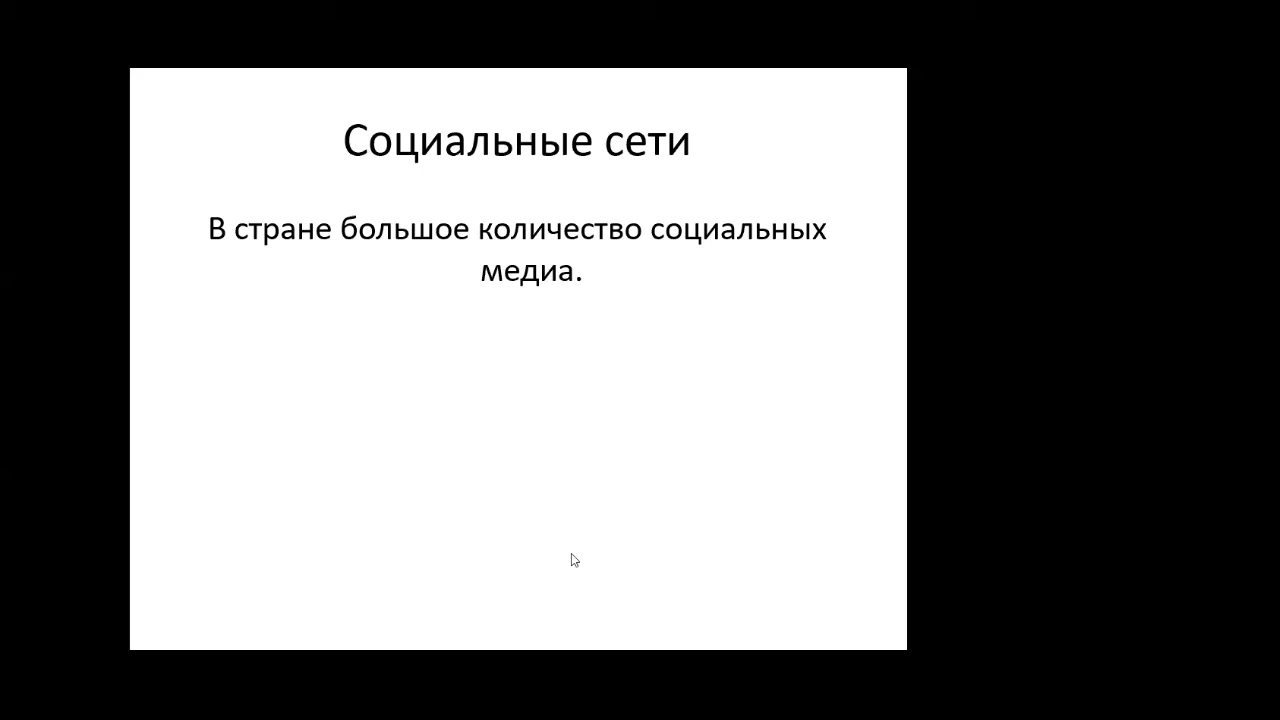 Социальные сети
В стране большое количество социальных
медиа.